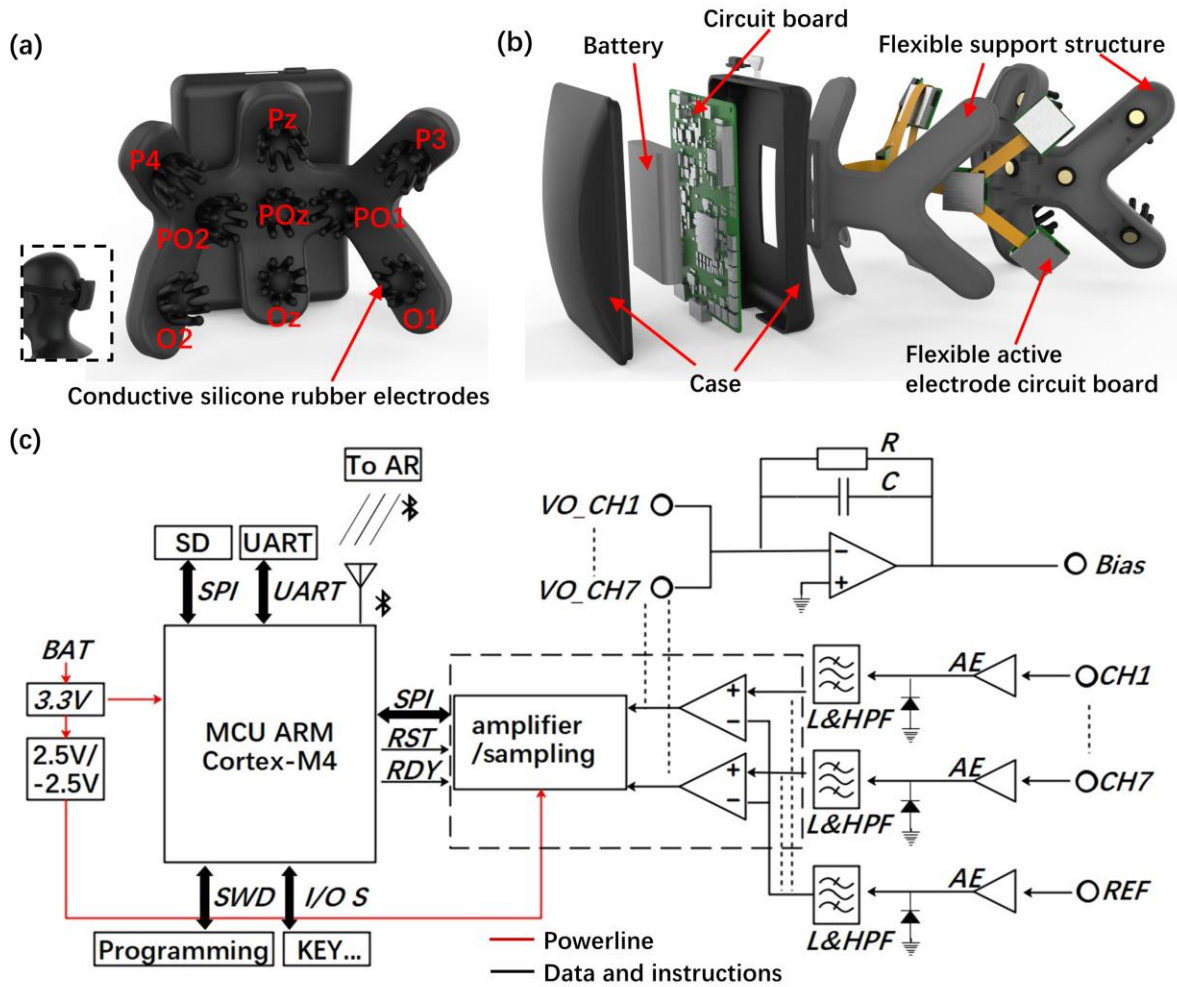 (a)
Pz
P4
P3
POz
PO1
PO2
O2
Oz
O1
Conductive silicone rubber electrodes
(b)
Circuit board
Battery
Flexible support structure
Case
Flexible active
electrode circuit board
(c)
To AR
SD
UART
SPI
UART
BAT
3.3V
2.5V/
-2.5V
MCU ARM
Cortex-M4
SPI
RST
RDY
amplifier
/sampling
SWD
I/O S
Programming
KEY...
R
C
VO_CH1
VO_CH7
−
+
Bias
+
−
+
−
L&HPF
AE
CH1
L&HPF
AE
CH7
L&HPF
AE
REF
Powerline
Data and instructions